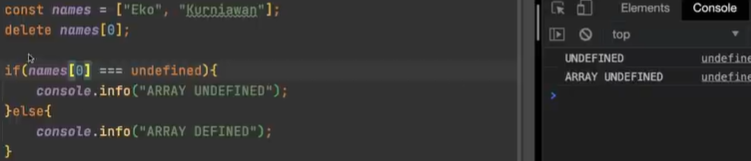 const names = ["Eko", "Kurniawan"];
delete names[0];
if(names[0] === undefined){
console.info("ARRAY UNDEFINED");
}else{
console.info("ARRAY DEFINED");
}
Elements Console
top
UNDEFINED
ARRAY UNDEFINED